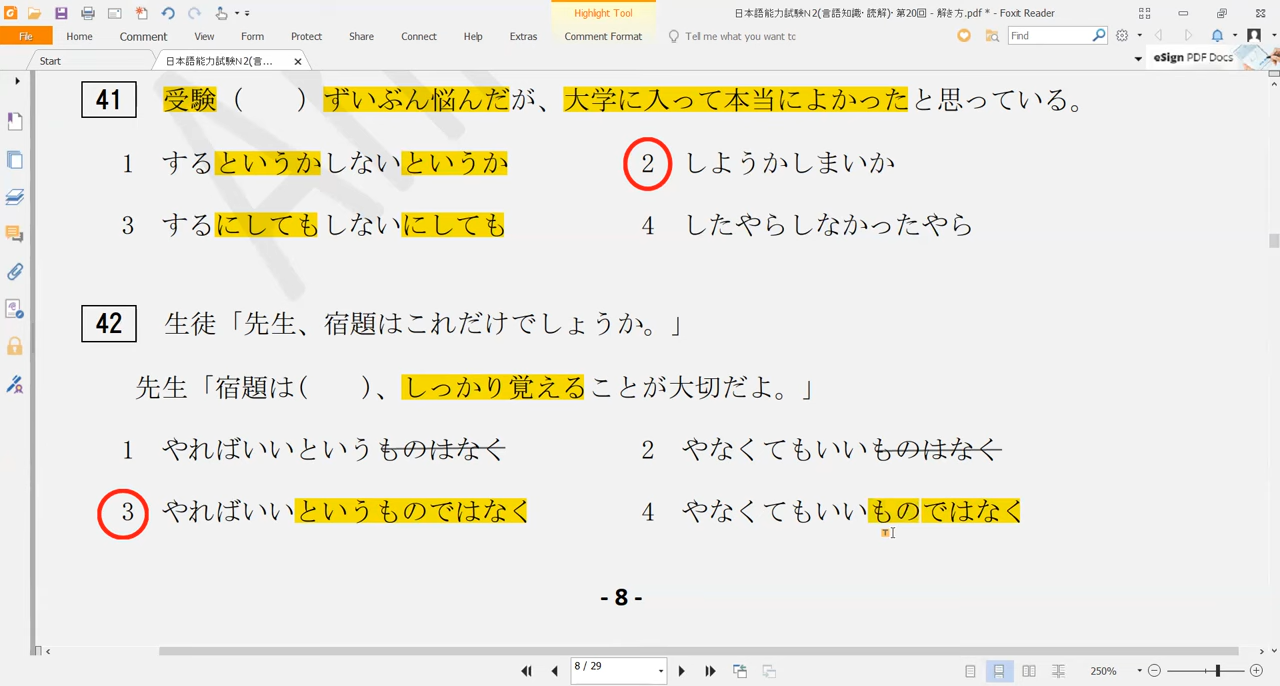 Highlight Tool
日本語能力試験N2(言語知識・読解)・第20回 - 解き方.pdf * - Foxit Reader
File Home Comment View Form Protect Share Connect Help Extras Comment Format Tell me what you want tc Find
Start 日本語能力試験N2(言... eSign PDF Docs
41 受験( )ずいぶん悩んだが、大学に入って本当によかったと思っている。
1 するというかしないというか 2 しようかしまいか
3 するにしてもしないにしても 4 したやらしなかったやら
42 生徒「先生、宿題はこれだけでしょうか。」
先生「宿題は( )、しっかり覚えることが大切だよ。」
1 やればいいというものはなく 2 やなくてもいいものはなく
3 やればいいというものではなく 4 やなくてもいいものではなく
- 8 -
8 / 29 250%